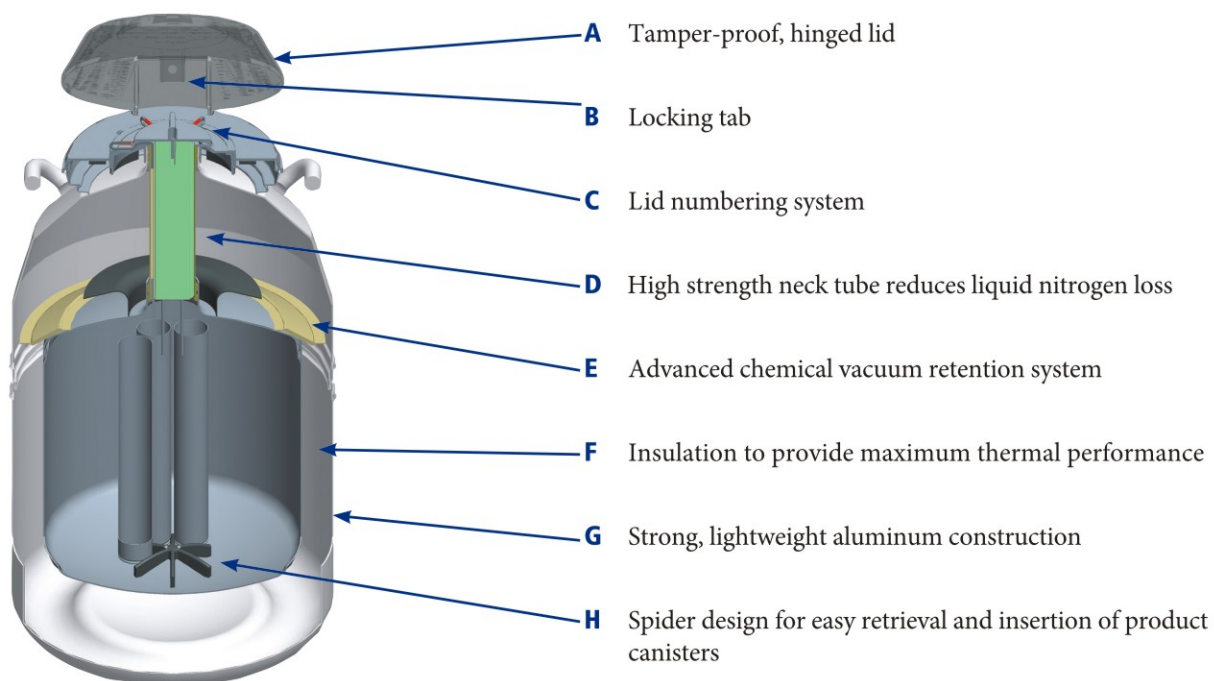 A Tamper-proof, hinged lid
B Locking tab
C Lid numbering system
D High strength neck tube reduces liquid nitrogen loss
E Advanced chemical vacuum retention system
F Insulation to provide maximum thermal performance
G Strong, lightweight aluminum construction
H Spider design for easy retrieval and insertion of product
canisters